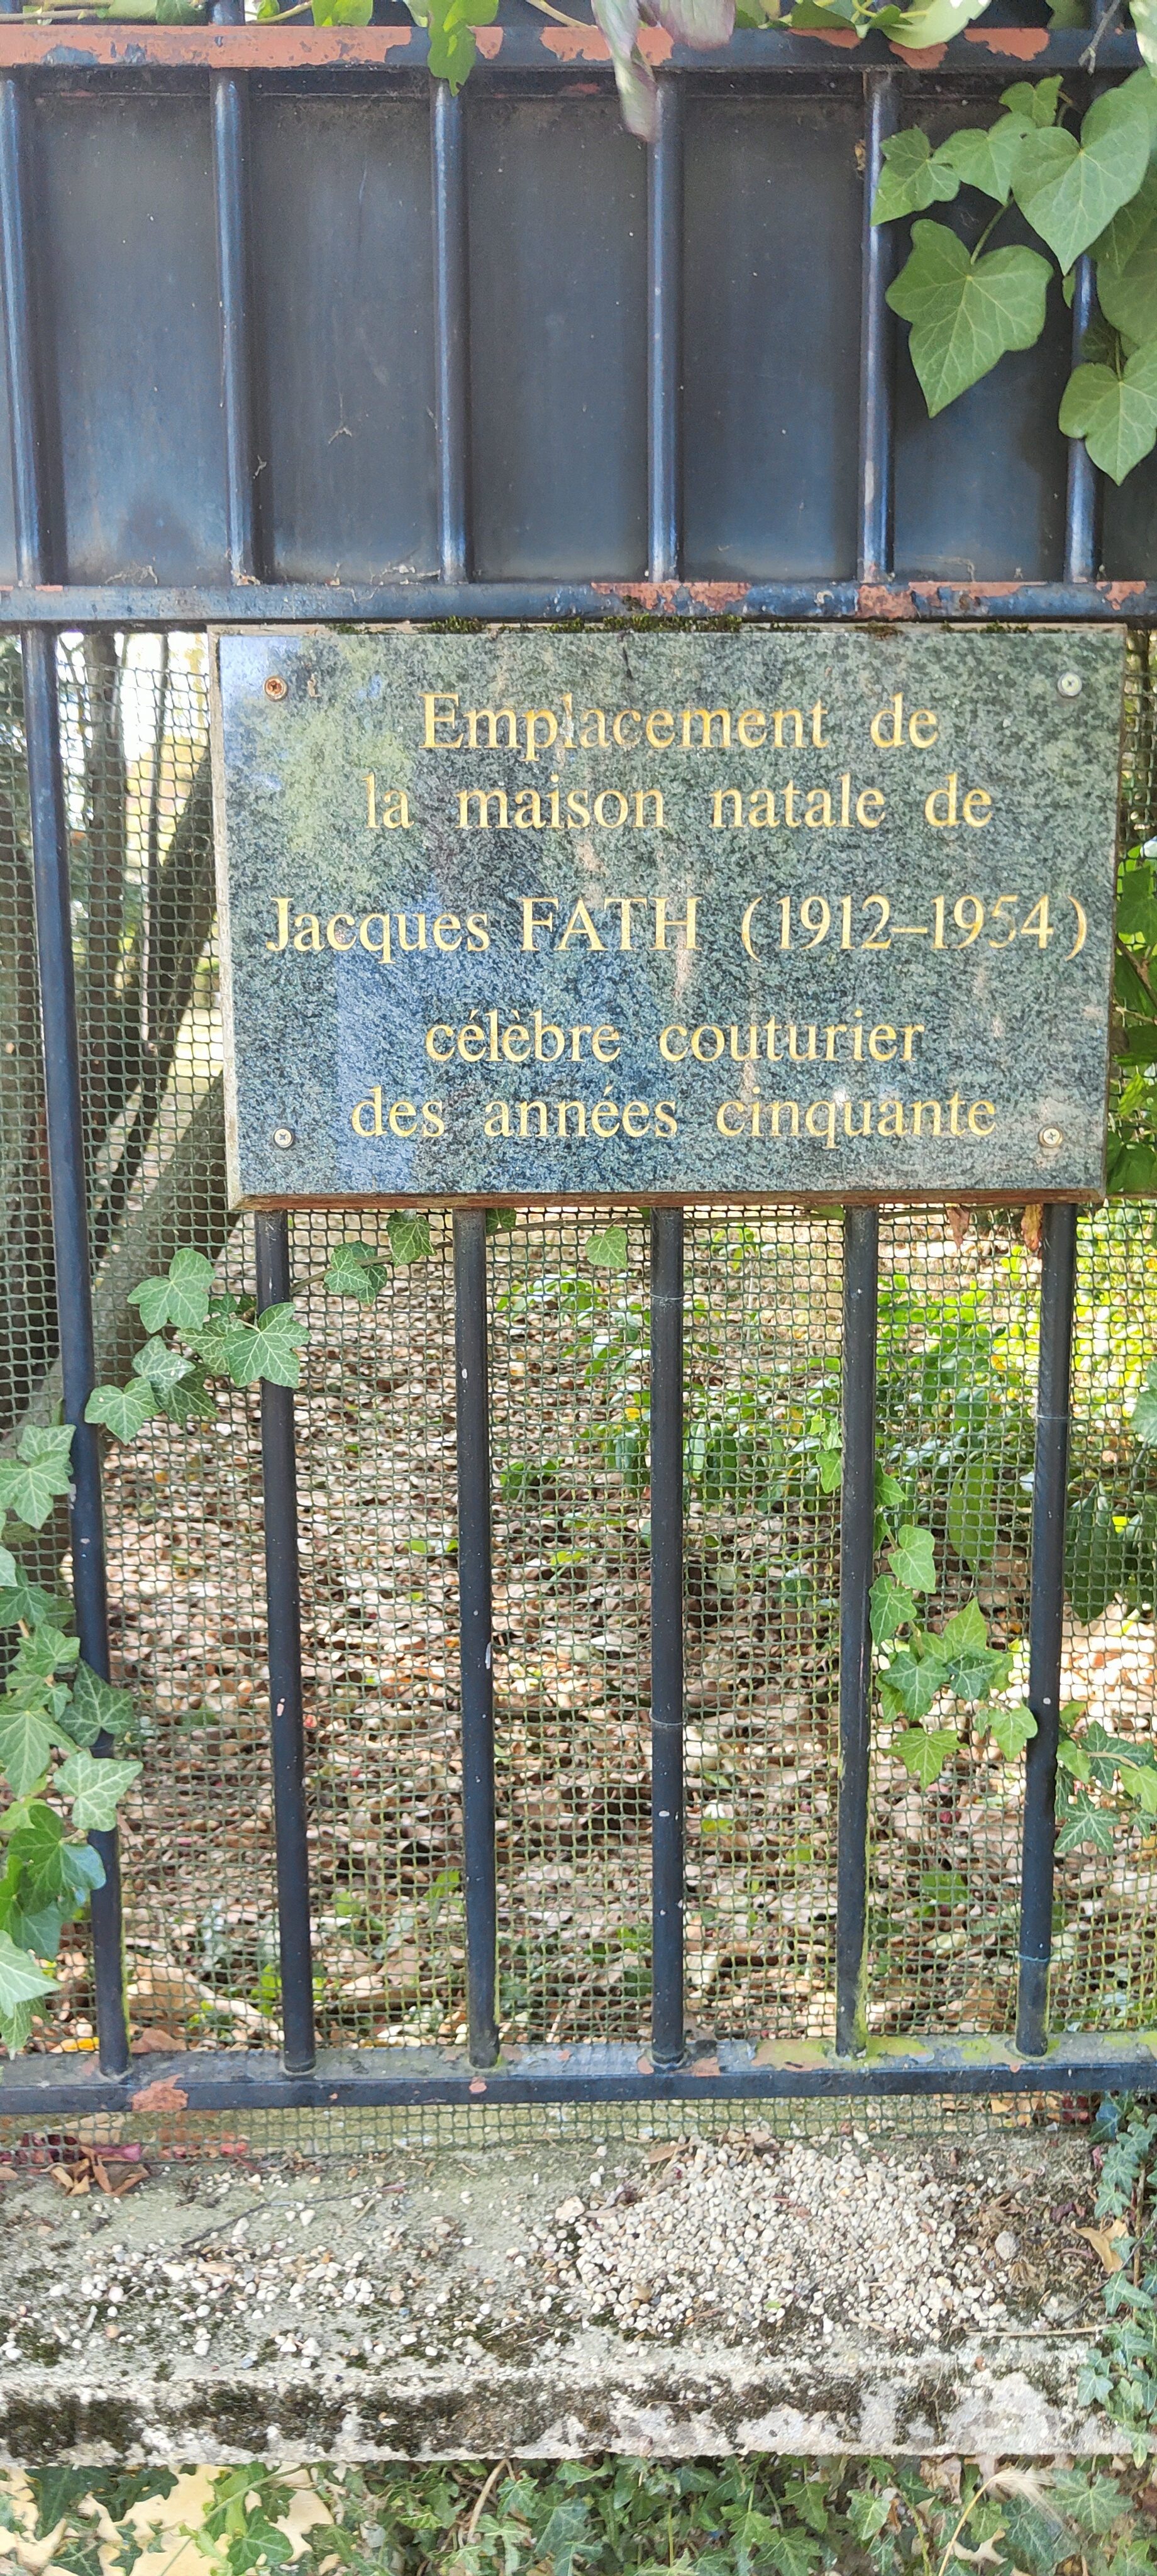 Emplacement de
la maison natale de
Jacques FATH (1912–1954)
célèbre couturier
des années cinquante